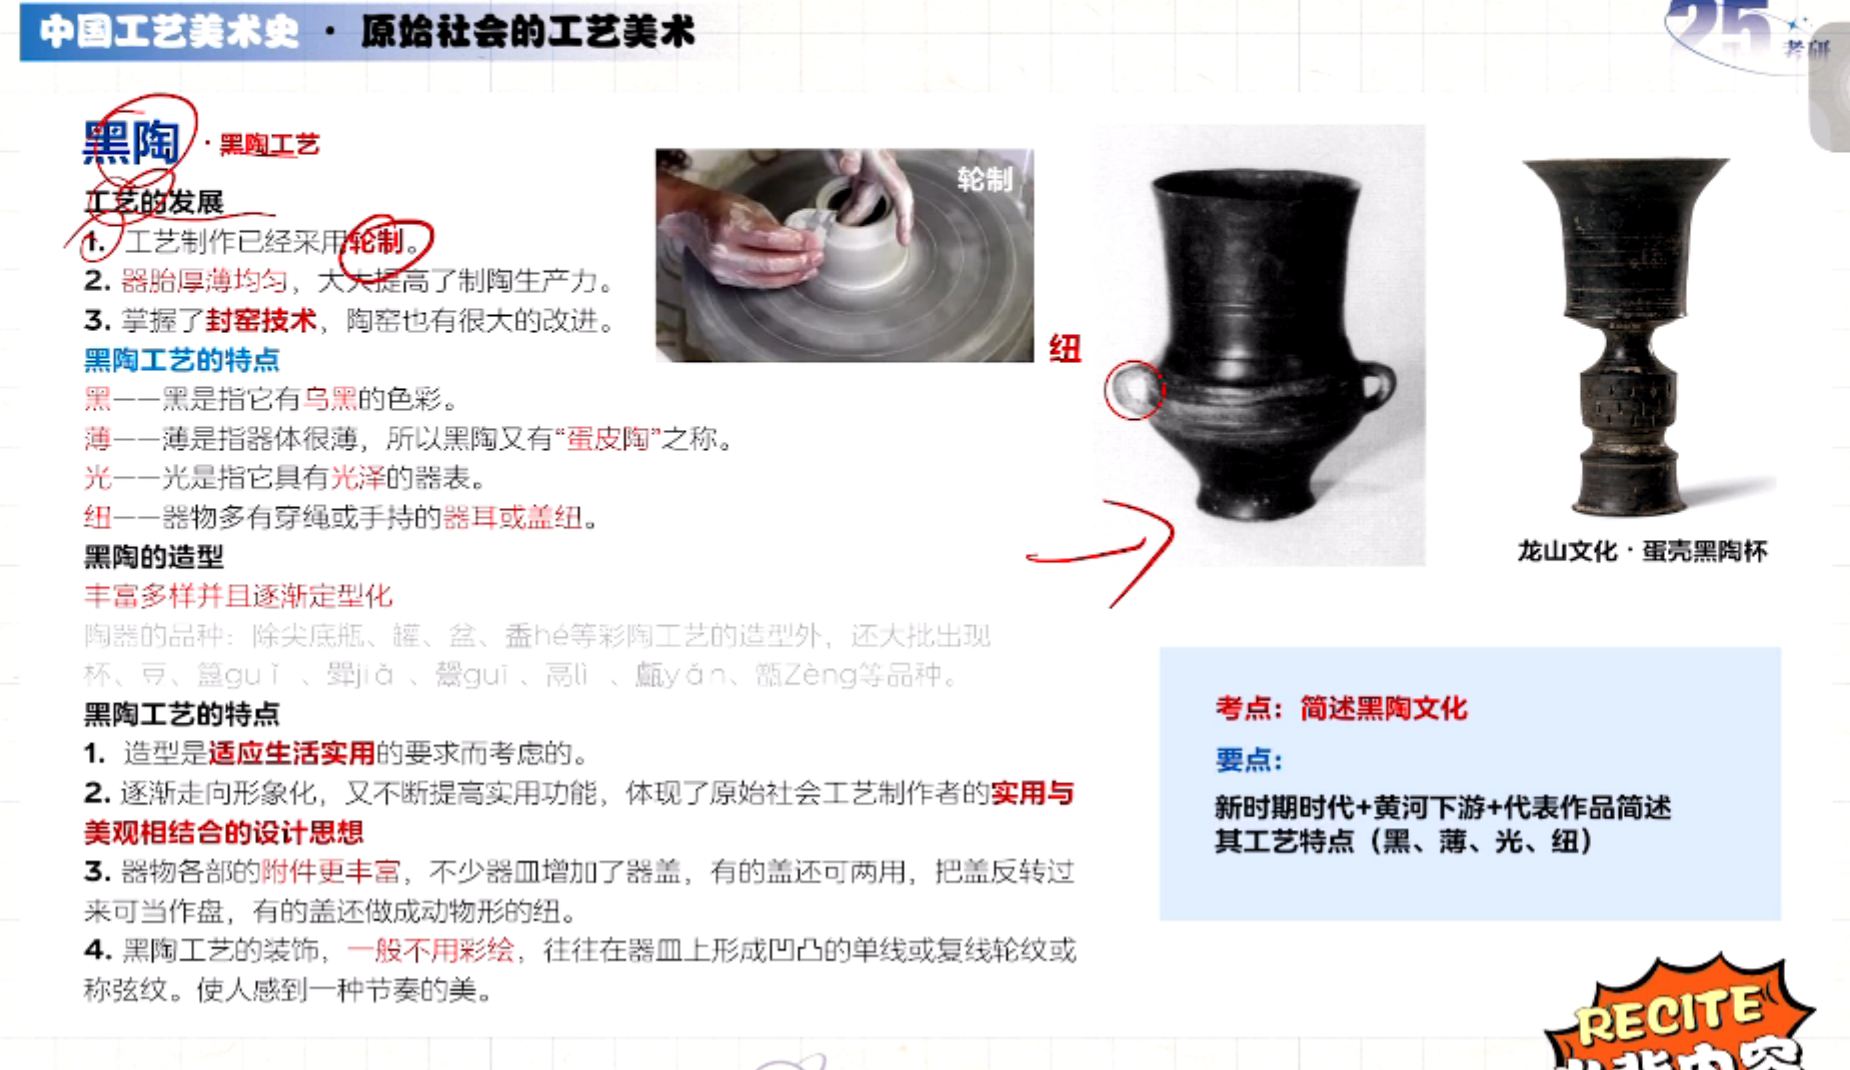 中国工艺美术史 · 原始社会的工艺美术
25
考研
黑陶 · 黑陶工艺
工艺的发展
1. 工艺制作已经采用轮制。
2. 器胎厚薄均匀，大大提高了制陶生产力。
3. 掌握了封窑技术，陶窑也有很大的改进。
黑陶工艺的特点
黑——黑是指它有乌黑的色彩。
薄——薄是指器体很薄，所以黑陶又有“蛋皮陶”之称。
光——光是指它具有光泽的器表。
纽——器物多有穿绳或手持的器耳或盖纽。
黑陶的造型
丰富多样并且逐渐定型化
陶器的品种：除尖底瓶、罐、盆、盉hé等彩陶工艺的造型外，还大批出现
杯、豆、簋guǐ、斝jiǎ、鬶guī、鬲lì、甗yǎn、甑Zèng等品种。
黑陶工艺的特点
1. 造型是适应生活实用的要求而考虑的。
2. 逐渐走向形象化，又不断提高实用功能，体现了原始社会工艺制作者的实用与
美观相结合的设计思想
3. 器物各部的附件更丰富，不少器皿增加了器盖，有的盖还可两用，把盖反转过
来可当作盘，有的盖还做成动物形的纽。
4. 黑陶工艺的装饰，一般不用彩绘，往往在器皿上形成凹凸的单线或复线轮纹或
称弦纹。使人感到一种节奏的美。
轮制
纽
龙山文化 · 蛋壳黑陶杯
考点：简述黑陶文化
要点：
新时期时代+黄河下游+代表作品简述
其工艺特点（黑、薄、光、纽）
RECITE